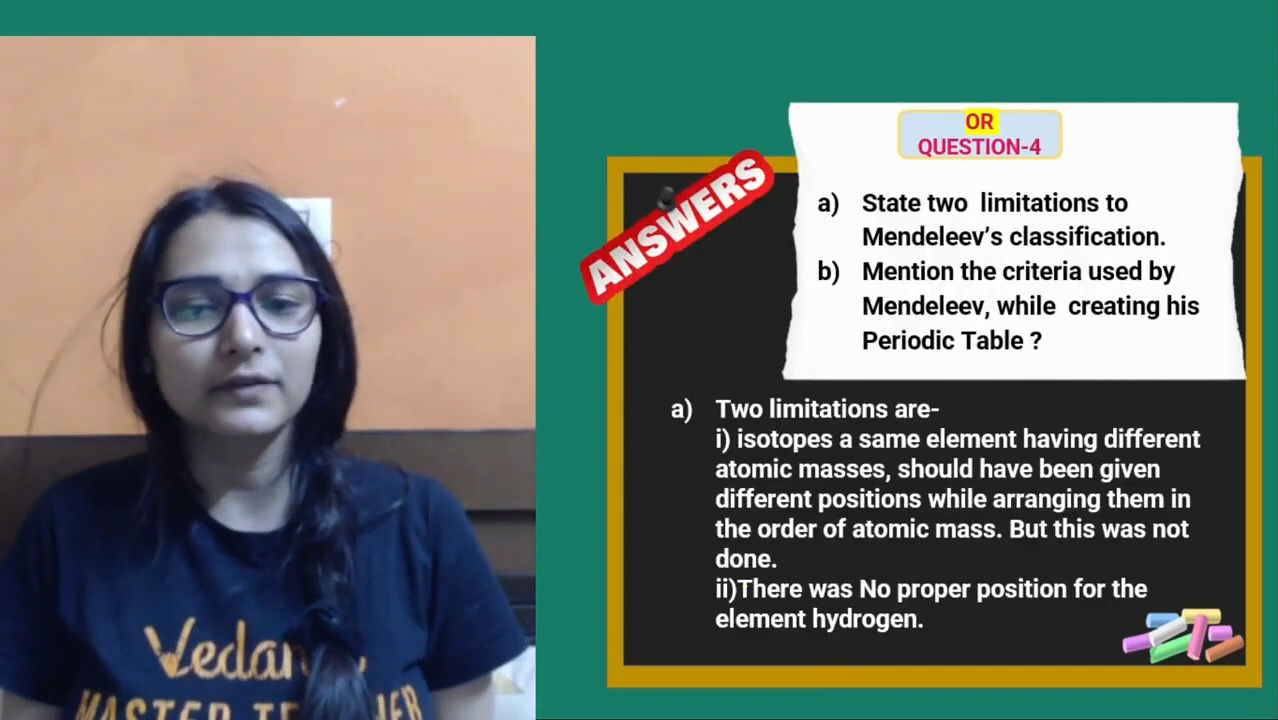 OR
QUESTION-4
ANSWERS
a) State two limitations to
Mendeleev’s classification.
b) Mention the criteria used by
Mendeleev, while creating his
Periodic Table ?
a) Two limitations are-
i) isotopes a same element having different
atomic masses, should have been given
different positions while arranging them in
the order of atomic mass. But this was not
done.
ii)There was No proper position for the
element hydrogen.
MASTER